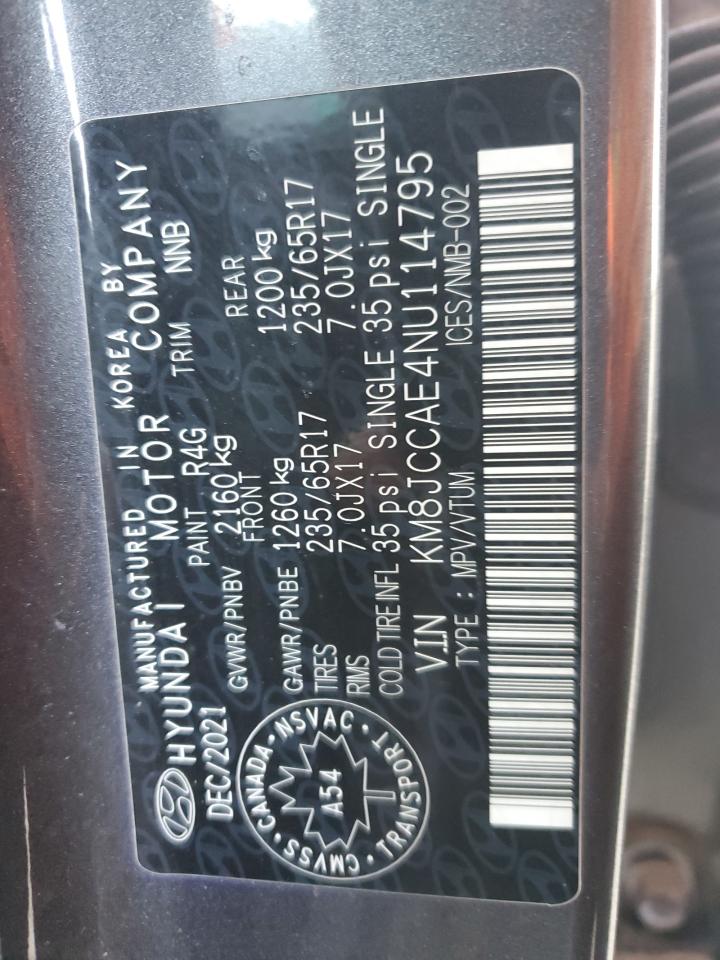 MANUFACTURED IN KOREA BY
HYUNDAI MOTOR COMPANY
DEC/2021 PAINT R4G TRIM NNB
GVWR/PNBV 2160 kg
FRONT REAR
GAWR/PNBE 1260 kg 1200 kg
TIRES 235/65R17 235/65R17
RIMS 7.0JX17 7.0JX17
COLD TIRE INFL 35 psi SINGLE 35 psi SINGLE
VIN KM8JCCAE4NU114795
TYPE : MPV/VTUM ICES/NMB-002
CMVSS · CANADA · NSVAC · TRANSPORT ·
A54